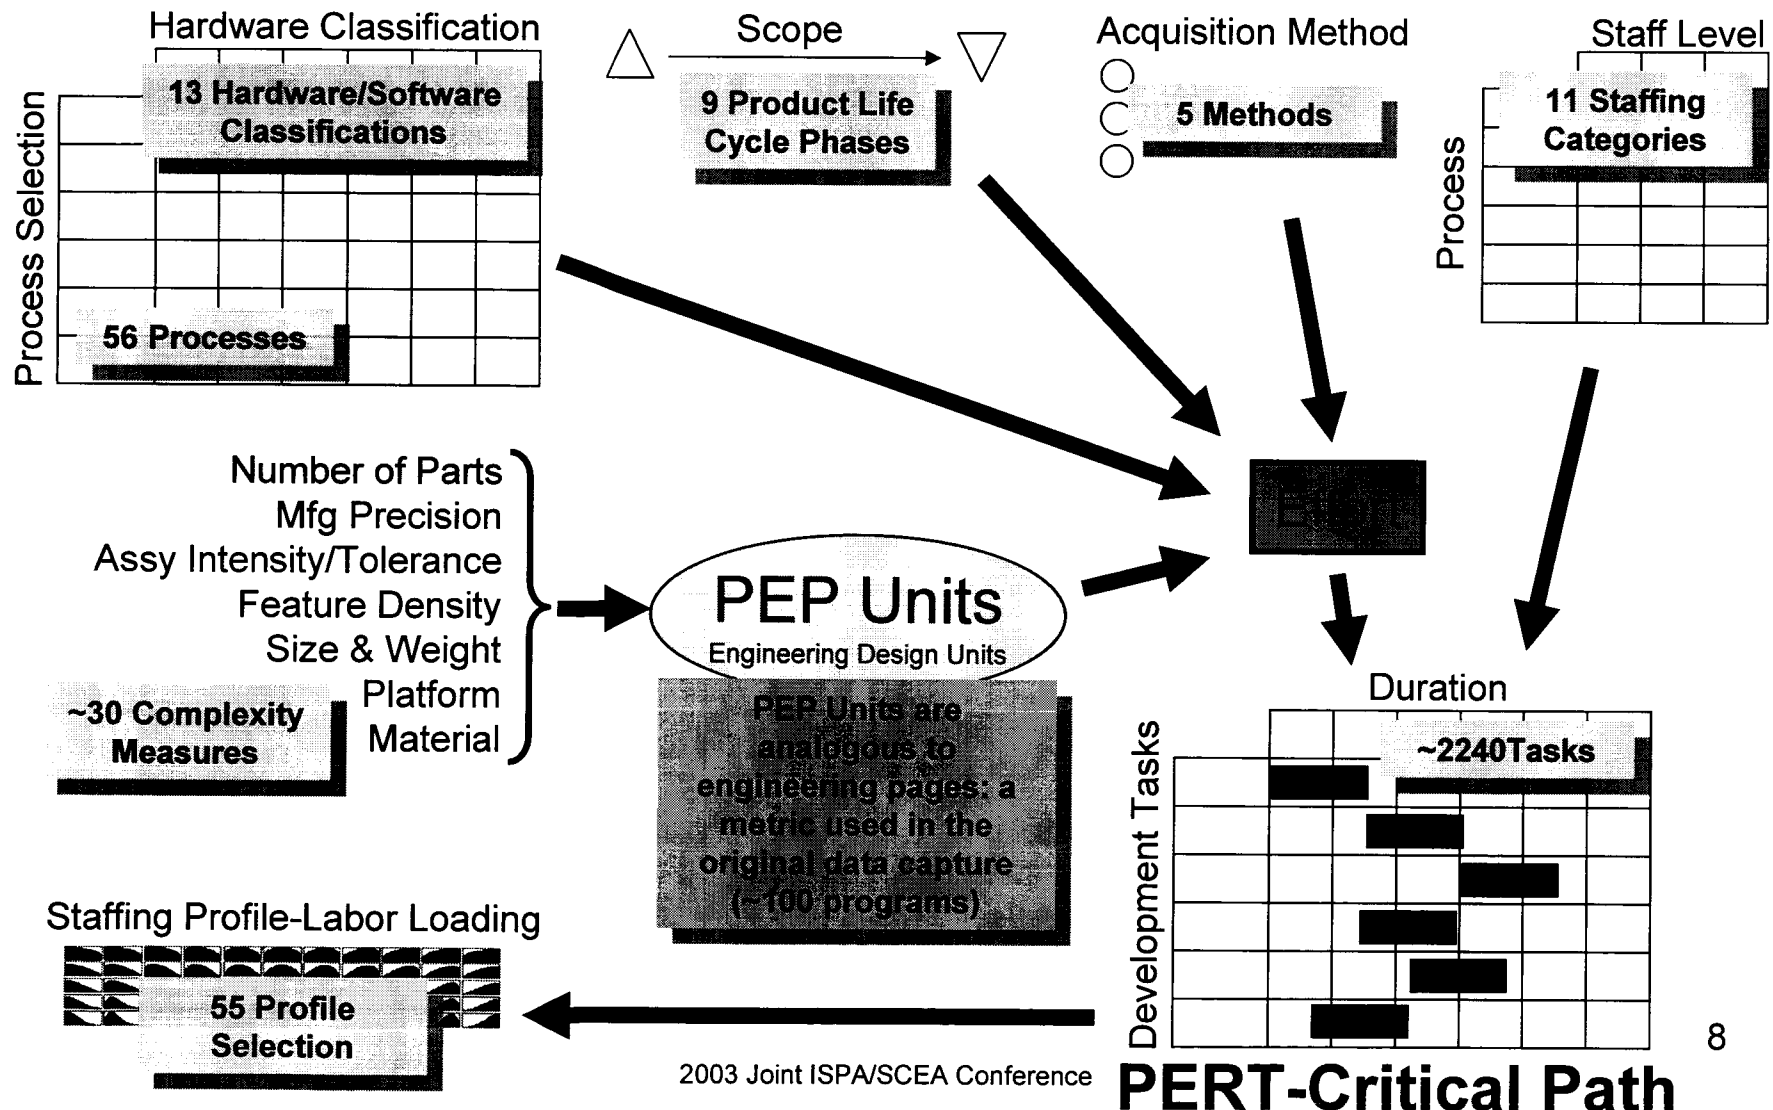 Hardware Classification
13 Hardware/Software
Classifications
Process Selection
56 Processes
Scope
9 Product Life
Cycle Phases
Acquisition Method
5 Methods
Staff Level
11 Staffing
Categories
Process
Number of Parts
Mfg Precision
Assy Intensity/Tolerance
Feature Density
Size & Weight
Platform
Material
~30 Complexity
Measures
PEP Units
Engineering Design Units
PEP Units are
analogous to
engineering pages: a
metric used in the
original data capture
(~100 programs)
Duration
~2240Tasks
Development Tasks
PERT-Critical Path
Staffing Profile-Labor Loading
55 Profile
Selection
2003 Joint ISPA/SCEA Conference
8